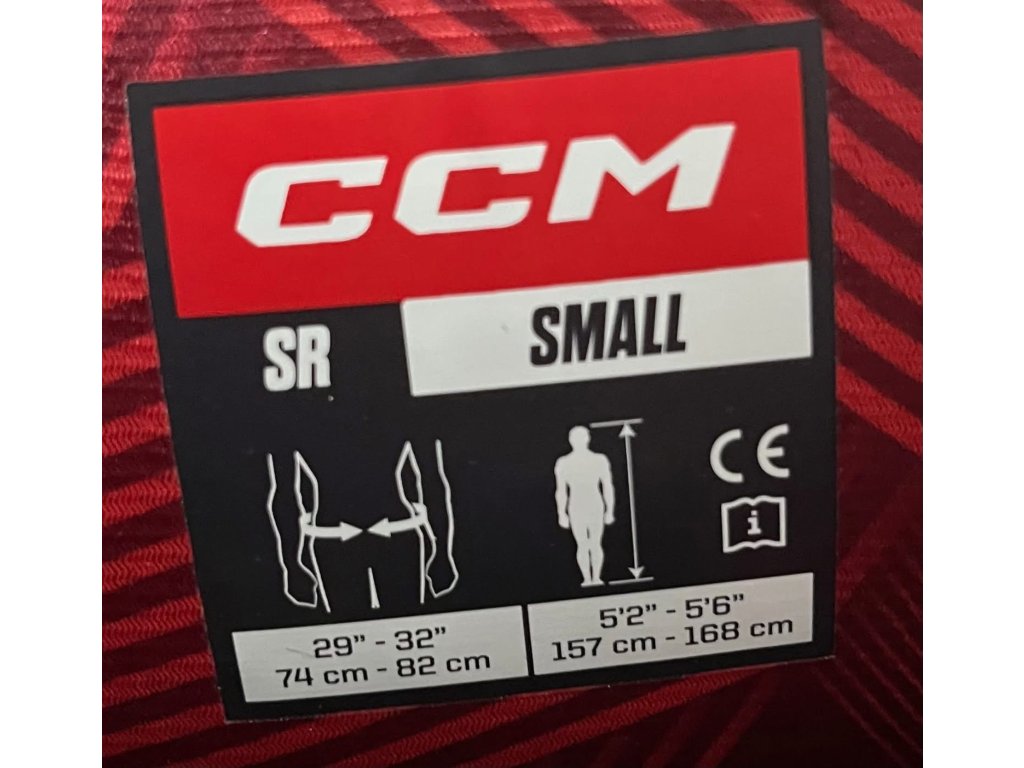 CCM
SR SMALL
CE
i
29” - 32”
74 cm - 82 cm
5'2” - 5'6”
157 cm - 168 cm